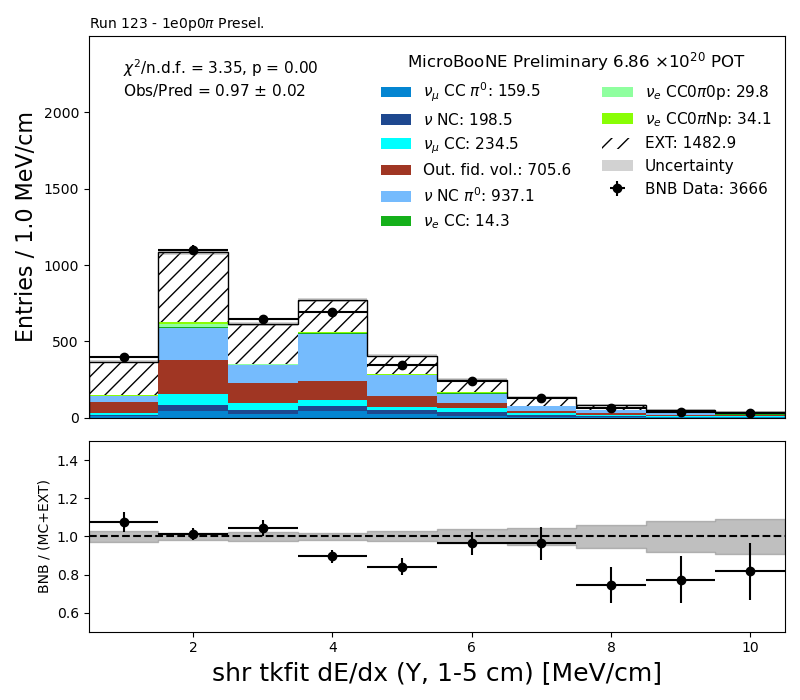 Run 123 - 1e0p0π Presel.
χ²/n.d.f. = 3.35, p = 0.00
Obs/Pred = 0.97 ± 0.02
MicroBooNE Preliminary 6.86 ×10²⁰ POT
ν_μ CC π⁰: 159.5
ν NC: 198.5
ν_μ CC: 234.5
Out. fid. vol.: 705.6
ν NC π⁰: 937.1
ν_e CC: 14.3
ν_e CC0π0p: 29.8
ν_e CC0πNp: 34.1
EXT: 1482.9
Uncertainty
BNB Data: 3666
Entries / 1.0 MeV/cm
2000
1500
1000
500
0
BNB / (MC+EXT)
1.4
1.2
1.0
0.8
0.6
2 4 6 8 10
shr tkfit dE/dx (Y, 1-5 cm) [MeV/cm]